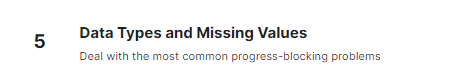 5
Data Types and Missing Values
Deal with the most common progress-blocking problems